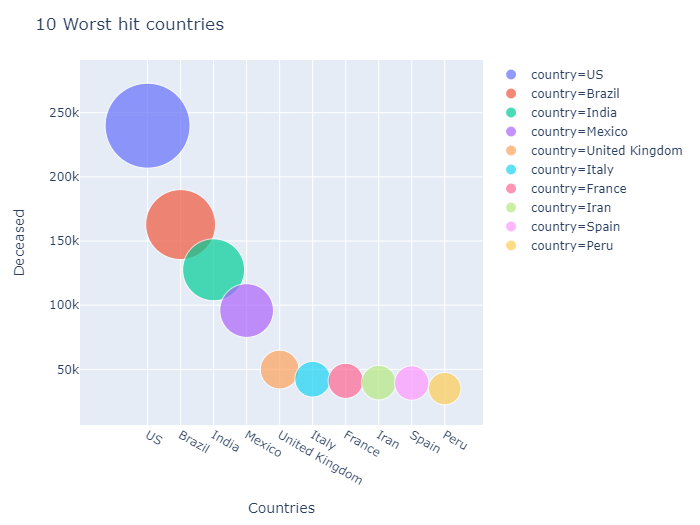 10 Worst hit countries
country=US
country=Brazil
country=India
country=Mexico
country=United Kingdom
country=Italy
country=France
country=Iran
country=Spain
country=Peru
Deceased
250k
200k
150k
100k
50k
US
Brazil
India
Mexico
United Kingdom
Italy
France
Iran
Spain
Peru
Countries